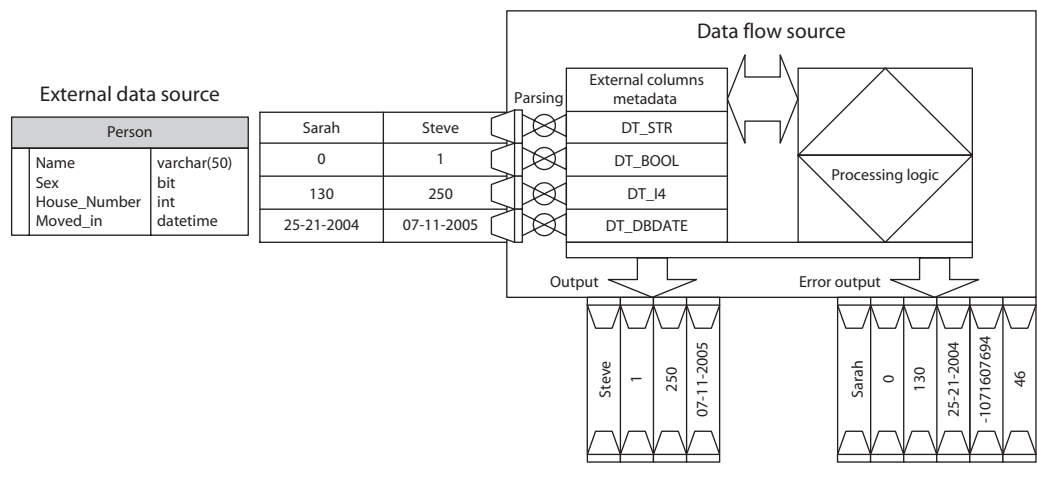 Data flow source
External data source
Person
Name varchar(50)
Sex bit
House_Number int
Moved_in datetime
Sarah Steve
0 1
130 250
25-21-2004 07-11-2005
Parsing
External columns
metadata
DT_STR
DT_BOOL
DT_I4
DT_DBDATE
Processing logic
Output
Error output
Steve
1
250
07-11-2005
Sarah
0
130
25-21-2004
-1071607694
46